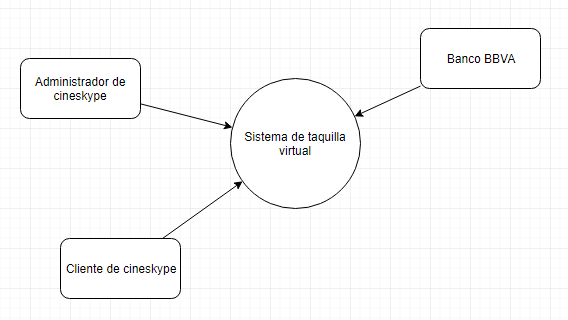 Administrador de
cineskype
Banco BBVA
Sistema de taquilla
virtual
Cliente de cineskype